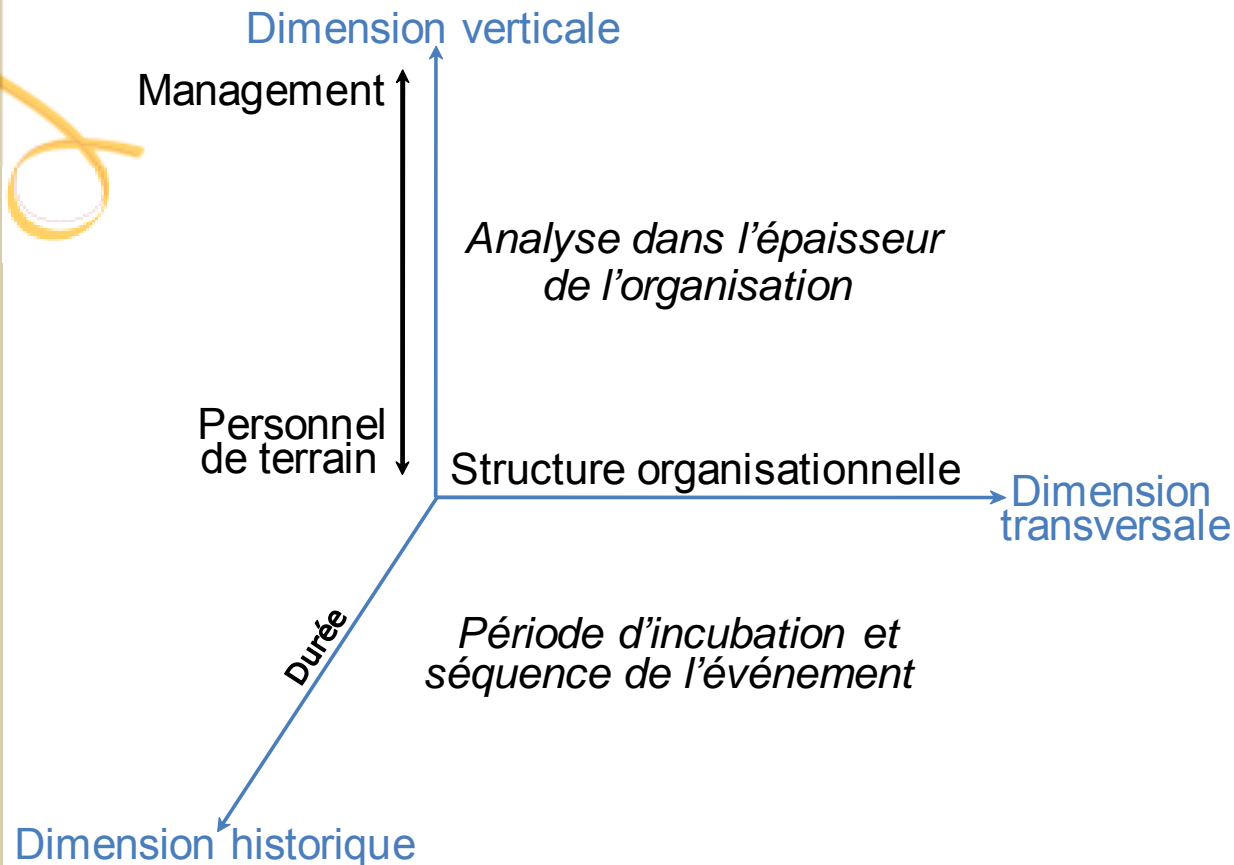 Dimension verticale
Management
Analyse dans l’épaisseur
de l’organisation
Personnel
de terrain
Structure organisationnelle
Dimension
transversale
Durée
Période d’incubation et
séquence de l’événement
Dimension historique